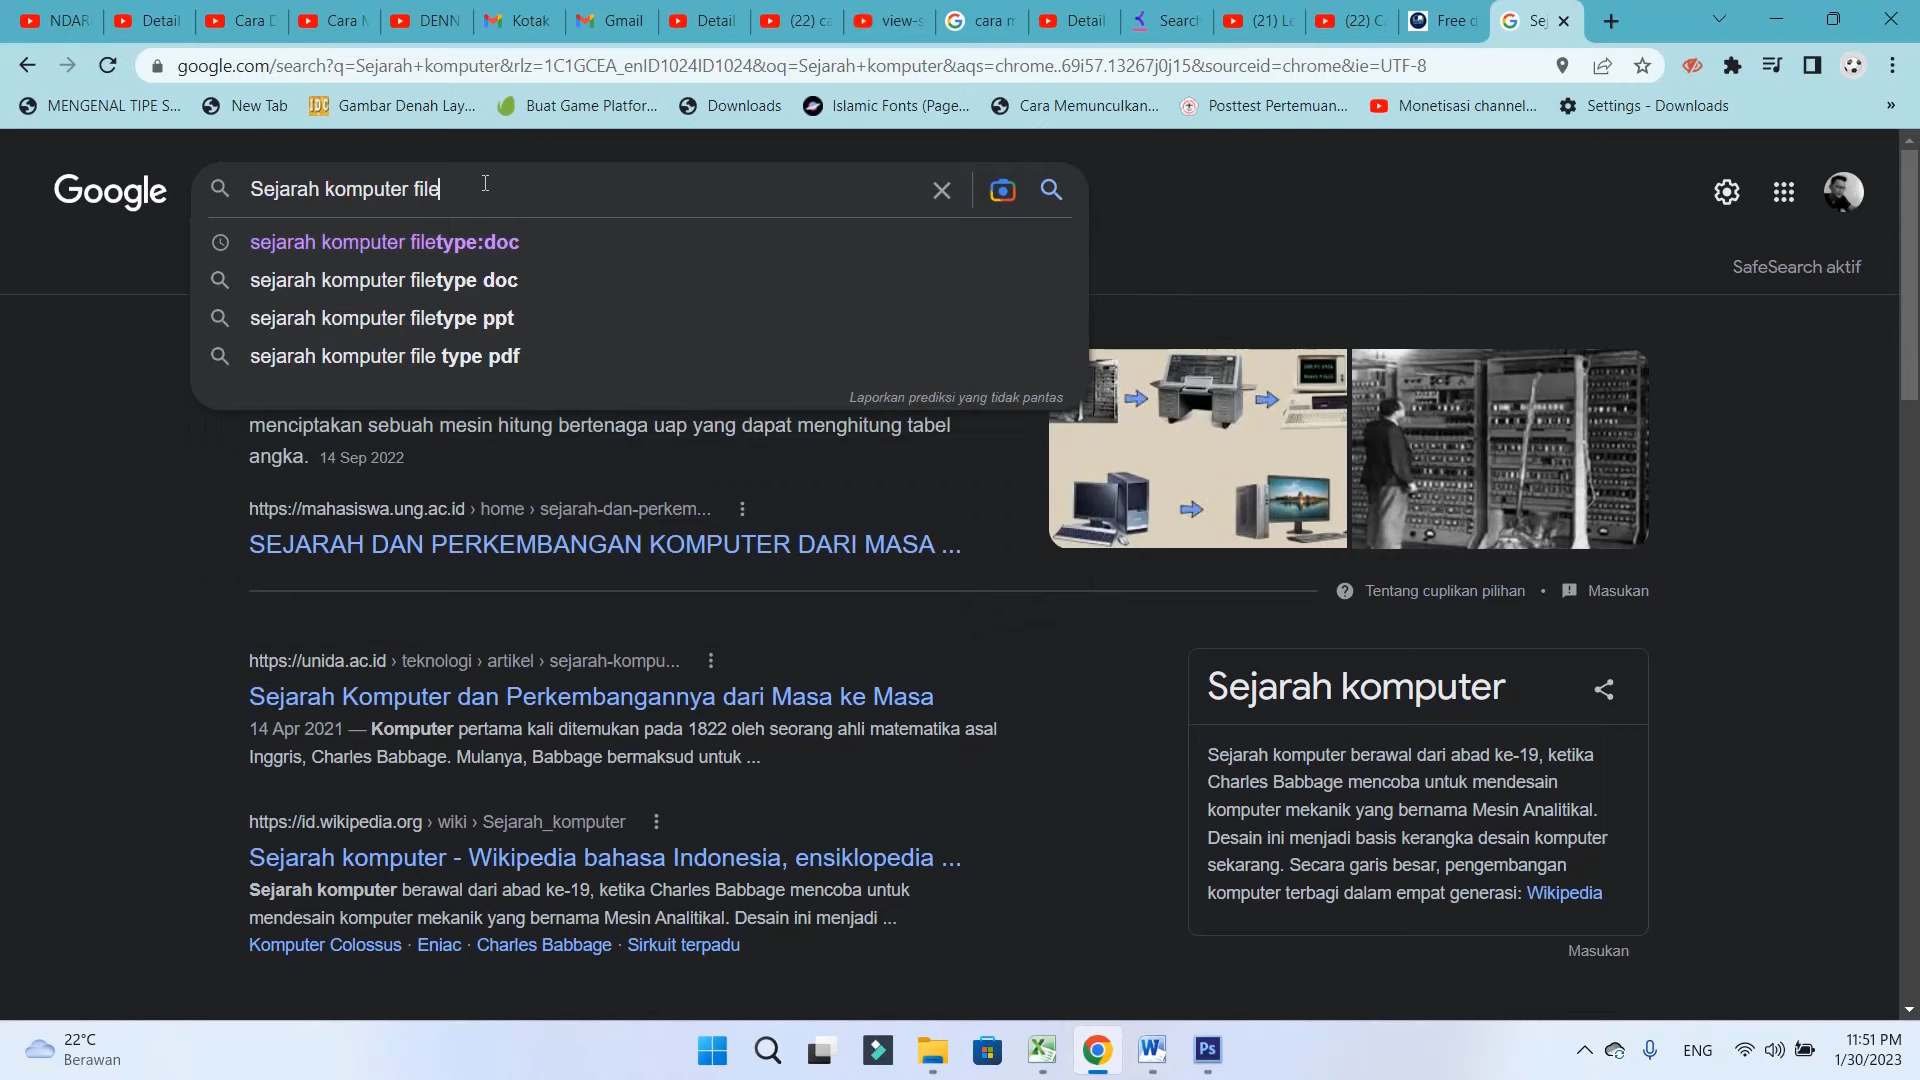 NDAR
Detail
Cara D
Cara M
DENN
Kotak
Gmail
Detail
(22) ca
view-s
cara m
Detail
Search
(21) Le
(22) Ca
Free d
Sej
google.com/search?q=Sejarah+komputer&rlz=1C1GCEA_enID1024ID1024&oq=Sejarah+komputer&aqs=chrome..69i57.13267j0j15&sourceid=chrome&ie=UTF-8
MENGENAL TIPE S...
New Tab
Gambar Denah Lay...
Buat Game Platfor...
Downloads
Islamic Fonts (Page...
Cara Memunculkan...
Posttest Pertemuan...
Monetisasi channel...
Settings - Downloads
»
Google
Sejarah komputer file
sejarah komputer filetype:doc
sejarah komputer filetype doc
sejarah komputer filetype ppt
sejarah komputer file type pdf
Laporkan prediksi yang tidak pantas
SafeSearch aktif
menciptakan sebuah mesin hitung bertenaga uap yang dapat menghitung tabel
angka. 14 Sep 2022
https://mahasiswa.ung.ac.id › home › sejarah-dan-perkem...
SEJARAH DAN PERKEMBANGAN KOMPUTER DARI MASA ...
Tentang cuplikan pilihan • Masukan
https://unida.ac.id › teknologi › artikel › sejarah-kompu...
Sejarah Komputer dan Perkembangannya dari Masa ke Masa
14 Apr 2021 — Komputer pertama kali ditemukan pada 1822 oleh seorang ahli matematika asal
Inggris, Charles Babbage. Mulanya, Babbage bermaksud untuk ...
https://id.wikipedia.org › wiki › Sejarah_komputer
Sejarah komputer - Wikipedia bahasa Indonesia, ensiklopedia ...
Sejarah komputer berawal dari abad ke-19, ketika Charles Babbage mencoba untuk
mendesain komputer mekanik yang bernama Mesin Analitikal. Desain ini menjadi ...
Komputer Colossus · Eniac · Charles Babbage · Sirkuit terpadu
Sejarah komputer
Sejarah komputer berawal dari abad ke-19, ketika
Charles Babbage mencoba untuk mendesain
komputer mekanik yang bernama Mesin Analitikal.
Desain ini menjadi basis kerangka desain komputer
sekarang. Secara garis besar, pengembangan
komputer terbagi dalam empat generasi: Wikipedia
Masukan
22°C
Berawan
Ps
ENG
11:51 PM
1/30/2023